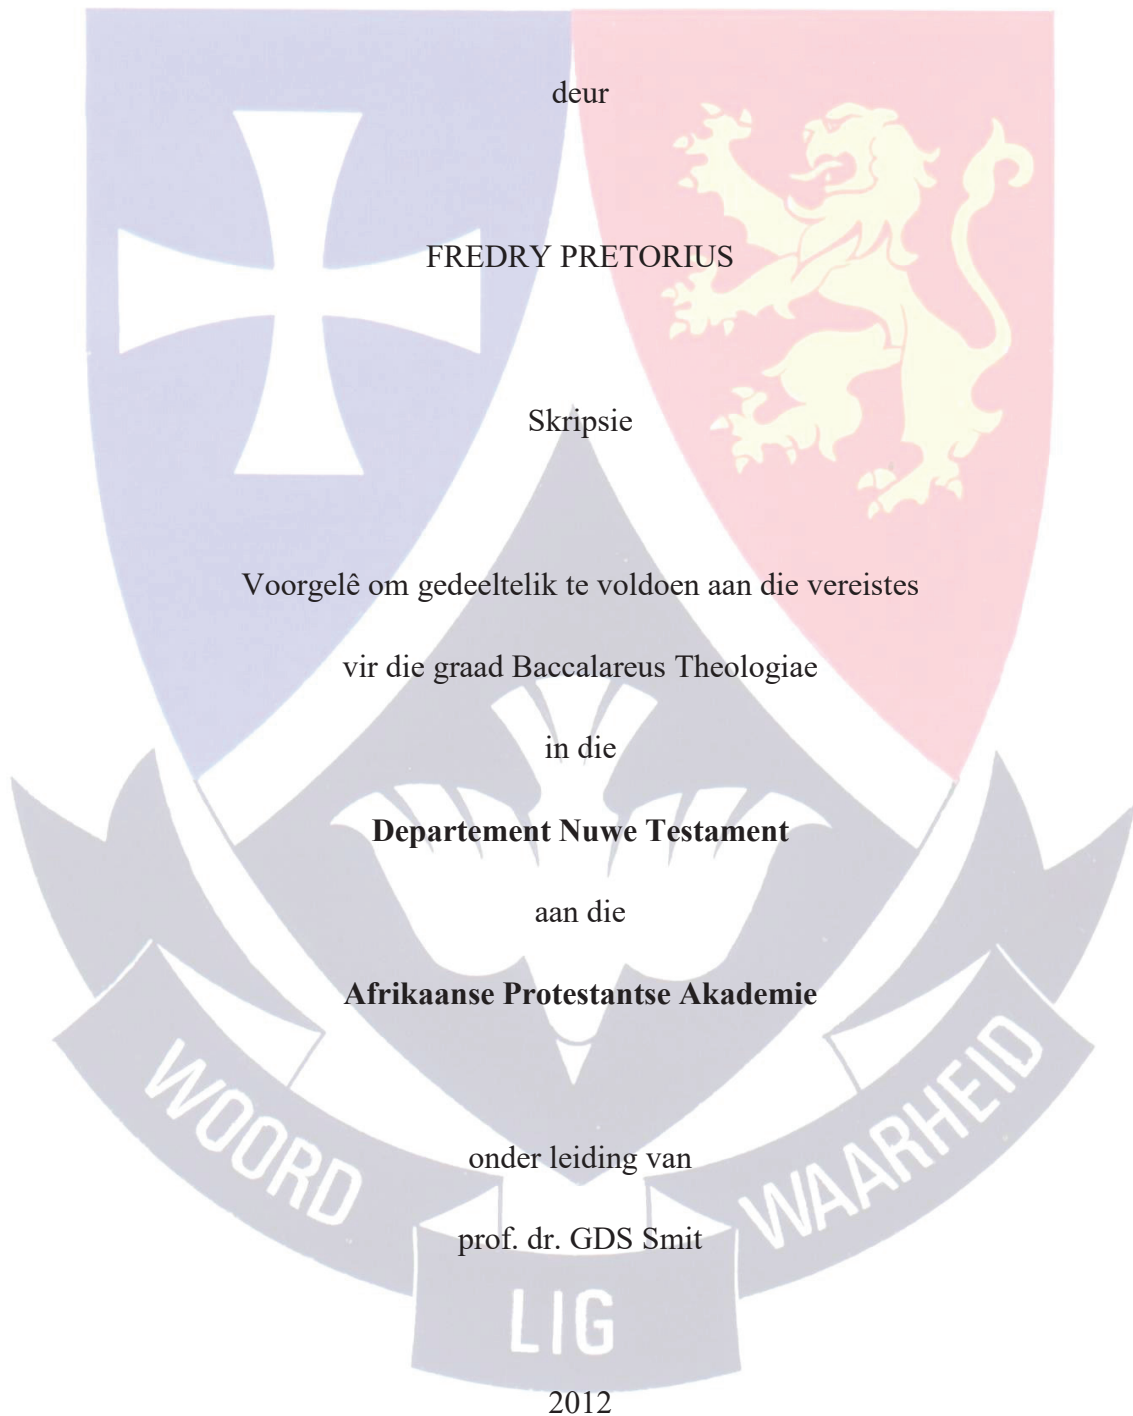 deur
FREDRY PRETORIUS
Skripsie
Voorgelê om gedeeltelik te voldoen aan die vereistes
vir die graad Baccalareus Theologiae
in die
Departement Nuwe Testament
aan die
Afrikaanse Protestantse Akademie
onder leiding van
prof. dr. GDS Smit
WOORD
LIG
WAARHEID
2012